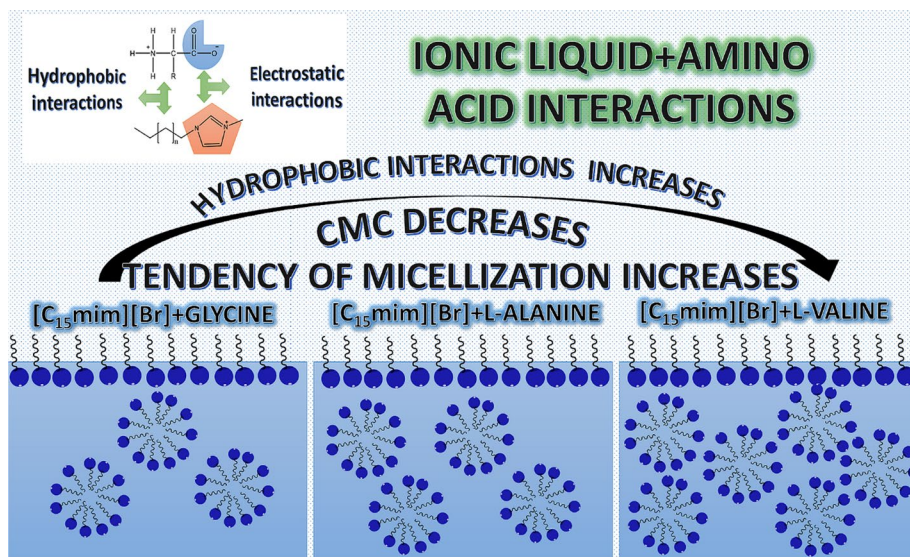 H
H
O
H
N
+
C
C
O
-
H
R
Hydrophobic
interactions
Electrostatic
interactions
N
N
+
8
IONIC LIQUID+AMINO
ACID INTERACTIONS
HYDROPHOBIC INTERACTIONS INCREASES
CMC DECREASES
TENDENCY OF MICELLIZATION INCREASES
[C₁₅mim][Br]+GLYCINE
[C₁₅mim][Br]+L-ALANINE
[C₁₅mim][Br]+L-VALINE